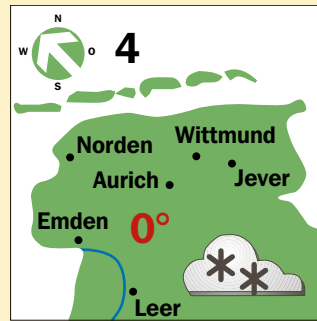 N
W O
S
4
Norden
Wittmund
Aurich
Jever
Emden
0°
Leer